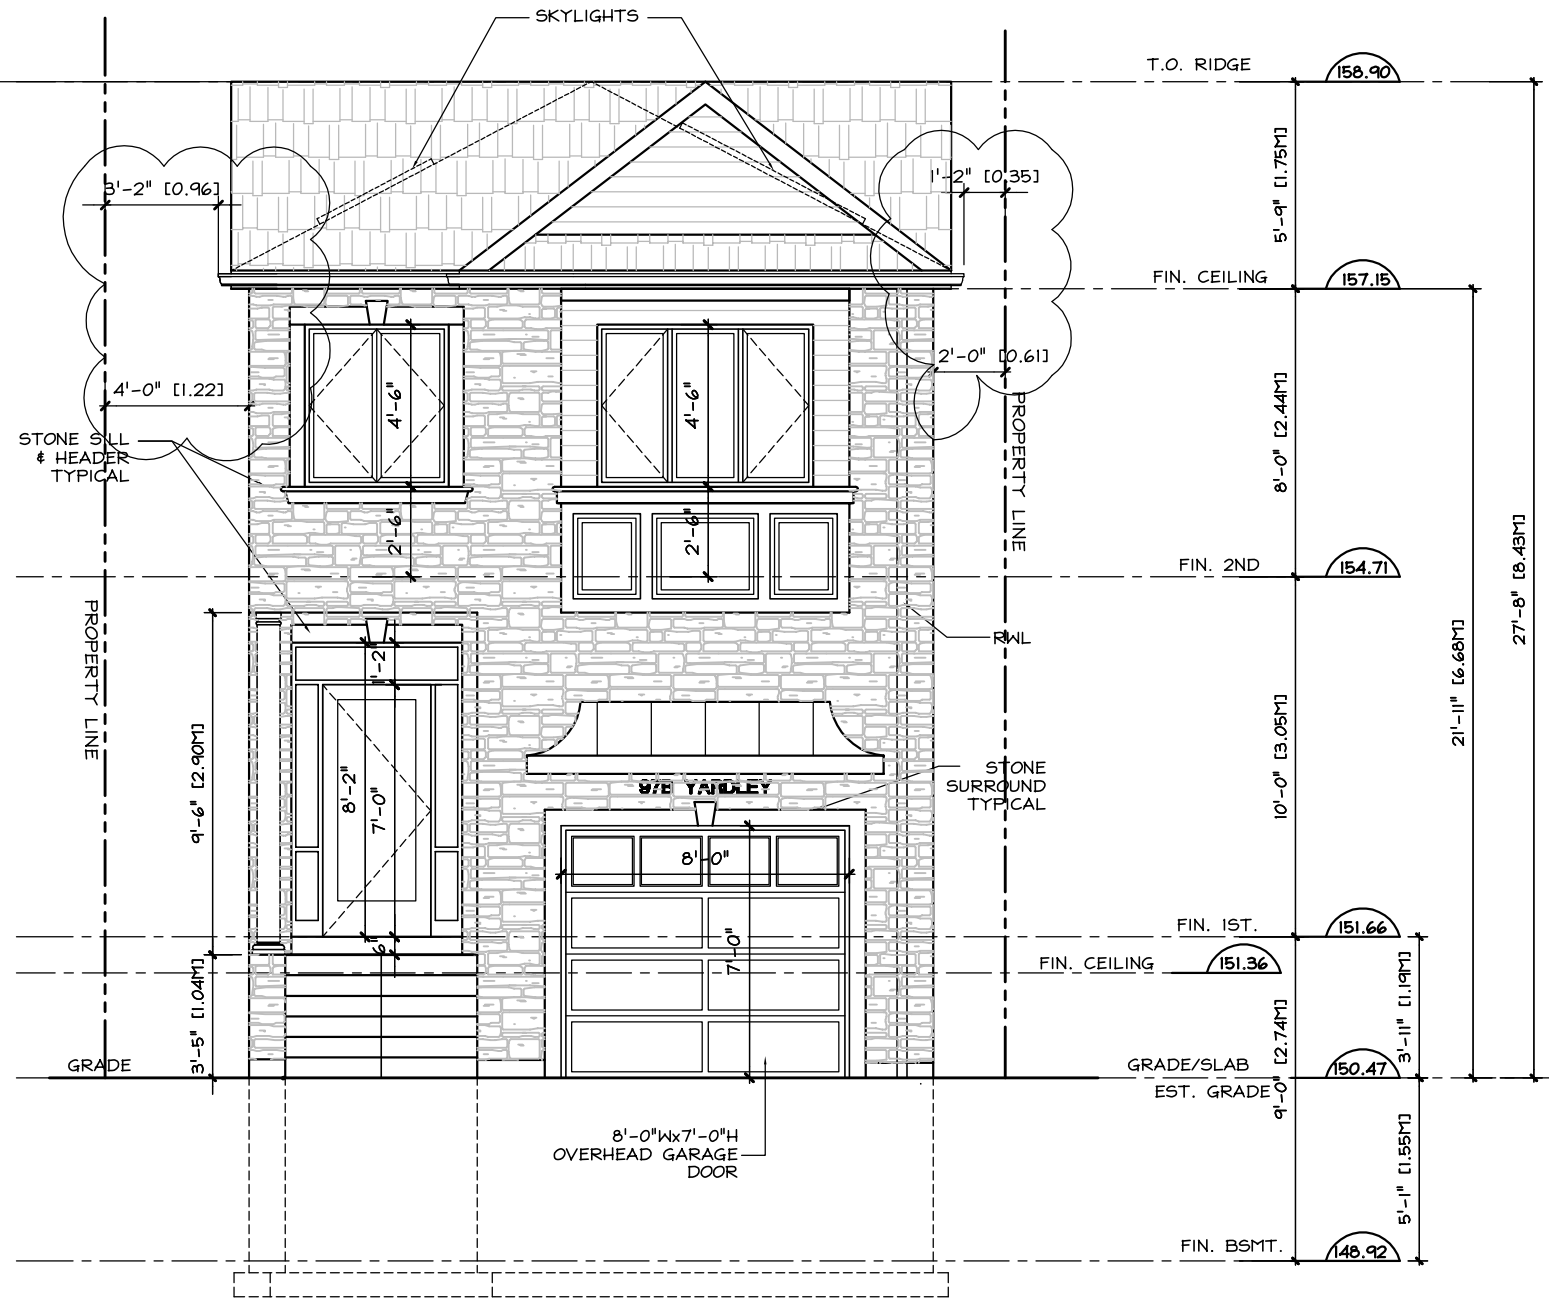 SKYLIGHTS
T.O. RIDGE
158.90
3'-2" [0.96]
1'-2" [0.35]
5'-9" [1.75M]
FIN. CEILING
157.15
2'-0" [0.61]
4'-0" [1.22]
4'-6"
4'-6"
8'-0" [2.44M]
STONE SILL
& HEADER
TYPICAL
PROPERTY LINE
2'-6"
2'-6"
FIN. 2ND
154.71
27'-8" [8.43M]
PROPERTY LINE
RWL
1'-2"
21'-11" [6.68M]
9'-6" [2.90M]
8'-2"
7'-0"
10'-0" [3.05M]
STONE
SURROUND
TYPICAL
YARDLEY
8'-0"
7'-0"
6"
FIN. 1ST.
151.66
FIN. CEILING
151.36
3'-5" [1.04M]
3'-11" [1.19M]
9'-0" [2.74M]
GRADE
GRADE/SLAB
150.47
EST. GRADE
8'-0"Wx7'-0"H
OVERHEAD GARAGE
DOOR
5'-1" [1.55M]
FIN. BSMT.
148.92